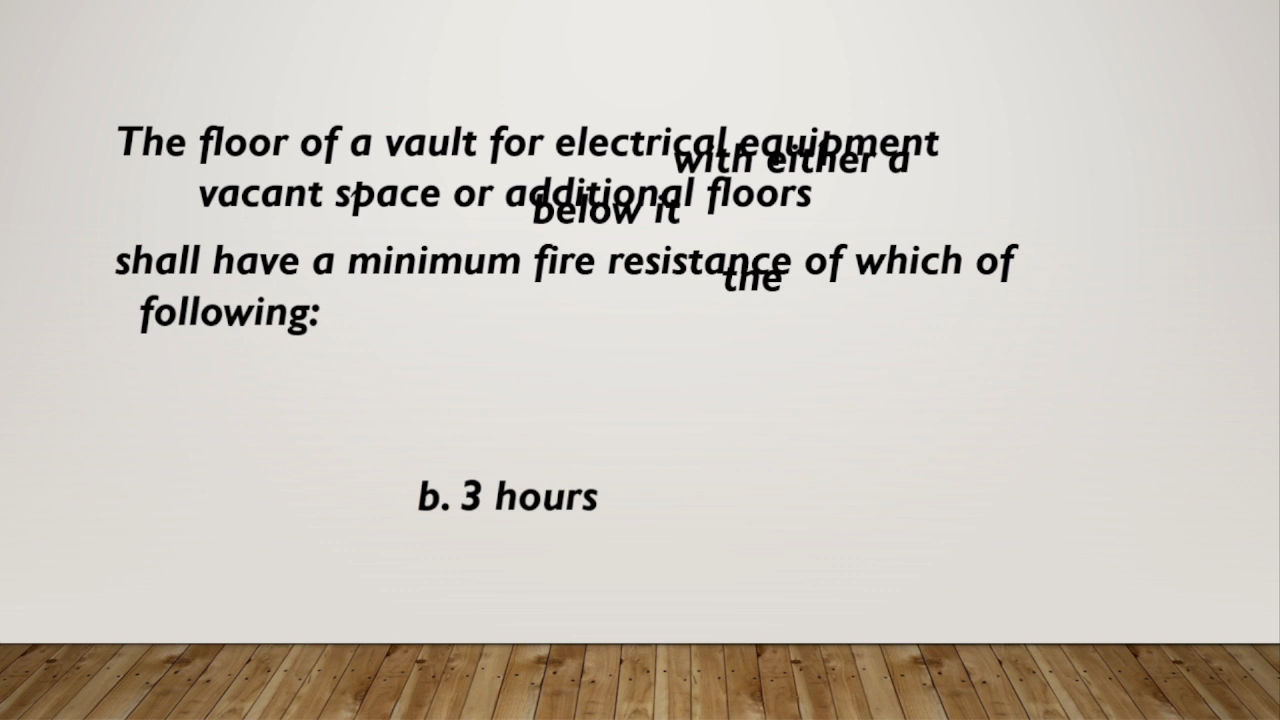 The floor of a vault for electrical equipment
with either a
vacant space or additional floors
below it
shall have a minimum fire resistance of which of
the
following:
b. 3 hours